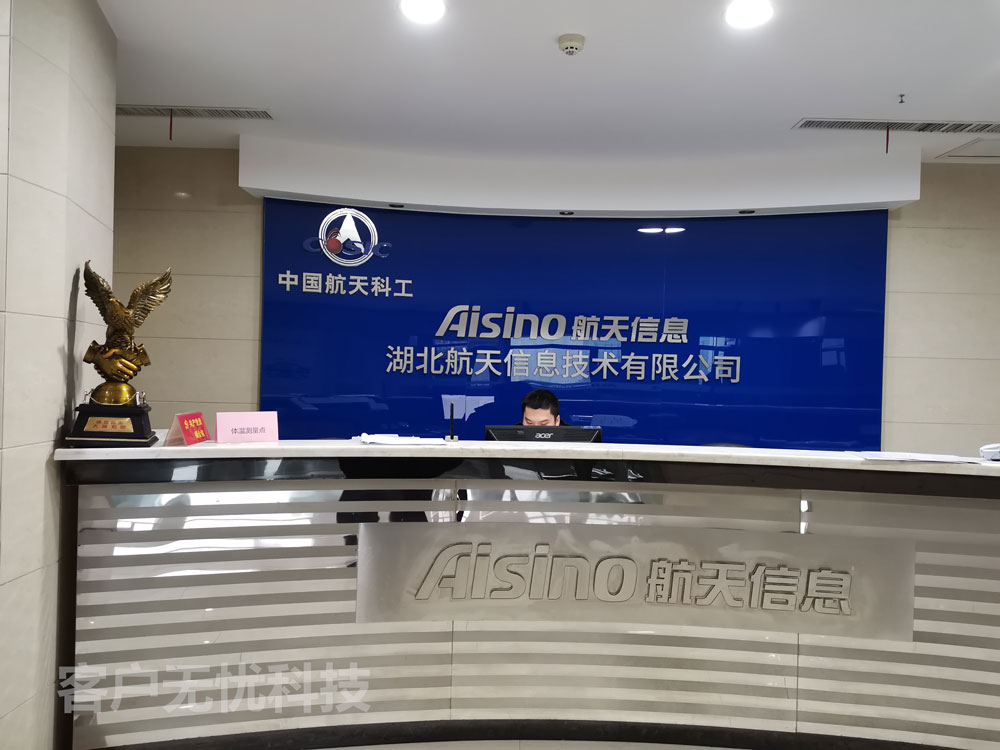 CASIC
中国航天科工
Aisino 航天信息
湖北航天信息技术有限公司
体温测量点
acer
Aisino 航天信息
客户无忧科技